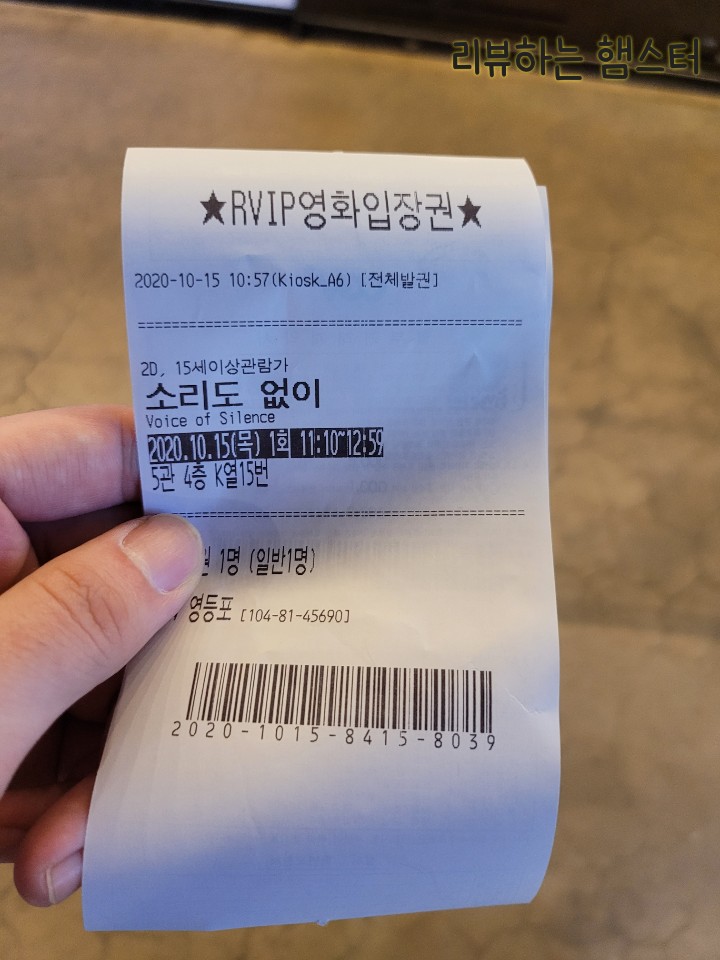 리뷰하는 햄스터
★RVIP영화입장권★
2020-10-15 10:57(Kiosk_A6) [전체발권]
================================================
2D, 15세이상관람가
소리도 없이
Voice of Silence
2020.10.15(목) 1회 11:10~12:59
5관 4층 K열15번
================================================
1명 (일반1명)
영등포 [104-81-45690]
2020-1015-8415-8039